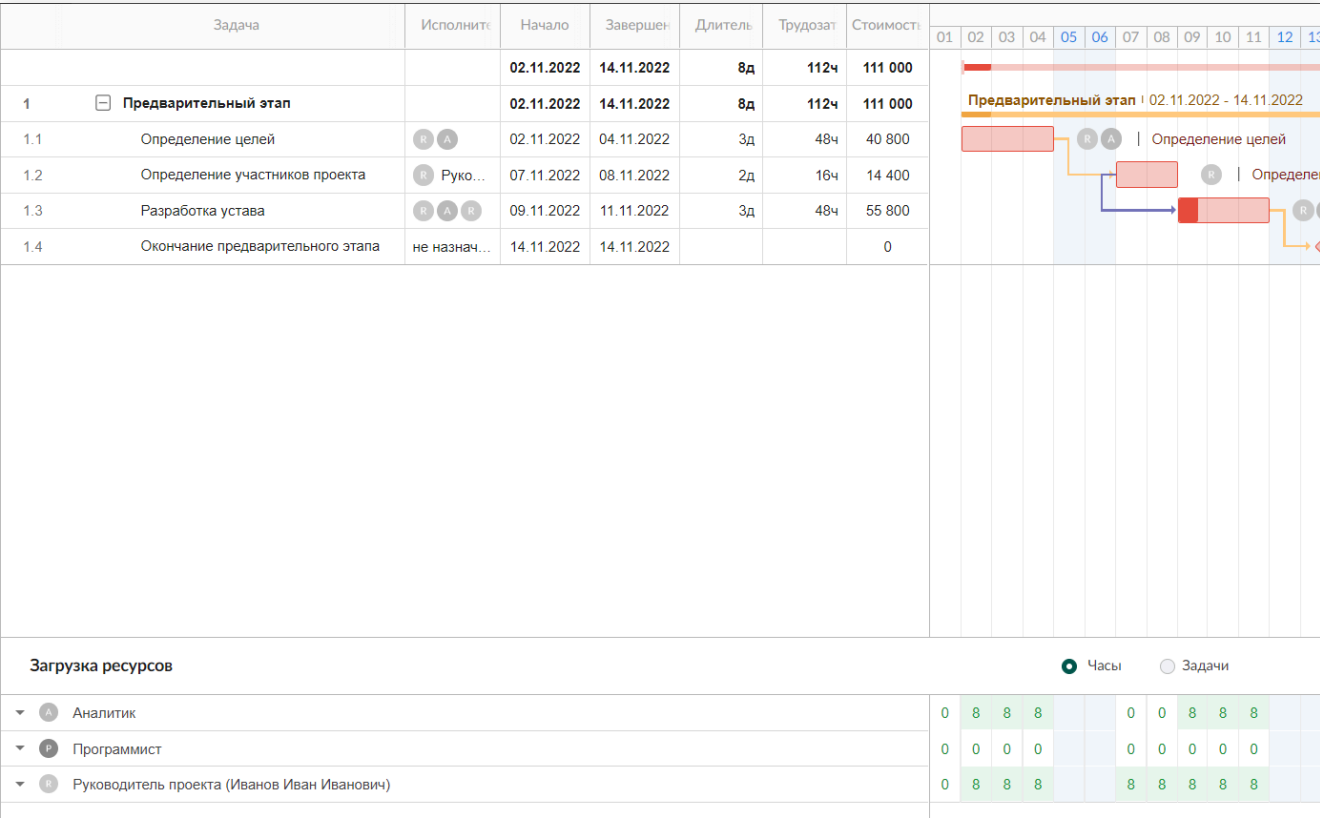 Задача Исполните Начало Завершен Длитель Трудозат Стоимость
01 02 03 04 05 06 07 08 09 10 11 12 13
02.11.2022 14.11.2022 8д 112ч 111 000
1 Предварительный этап 02.11.2022 14.11.2022 8д 112ч 111 000
Предварительный этап 02.11.2022 - 14.11.2022
1.1 Определение целей R A 02.11.2022 04.11.2022 3д 48ч 40 800
R A | Определение целей
1.2 Определение участников проекта R Руко... 07.11.2022 08.11.2022 2д 16ч 14 400
R | Определе
1.3 Разработка устава R A R 09.11.2022 11.11.2022 3д 48ч 55 800
R
1.4 Окончание предварительного этапа не назнач... 14.11.2022 14.11.2022 0
Загрузка ресурсов Часы Задачи
A Аналитик 0 8 8 8 0 0 8 8 8
P Программист 0 0 0 0 0 0 0 0 0
R Руководитель проекта (Иванов Иван Иванович) 0 8 8 8 8 8 8 8 8